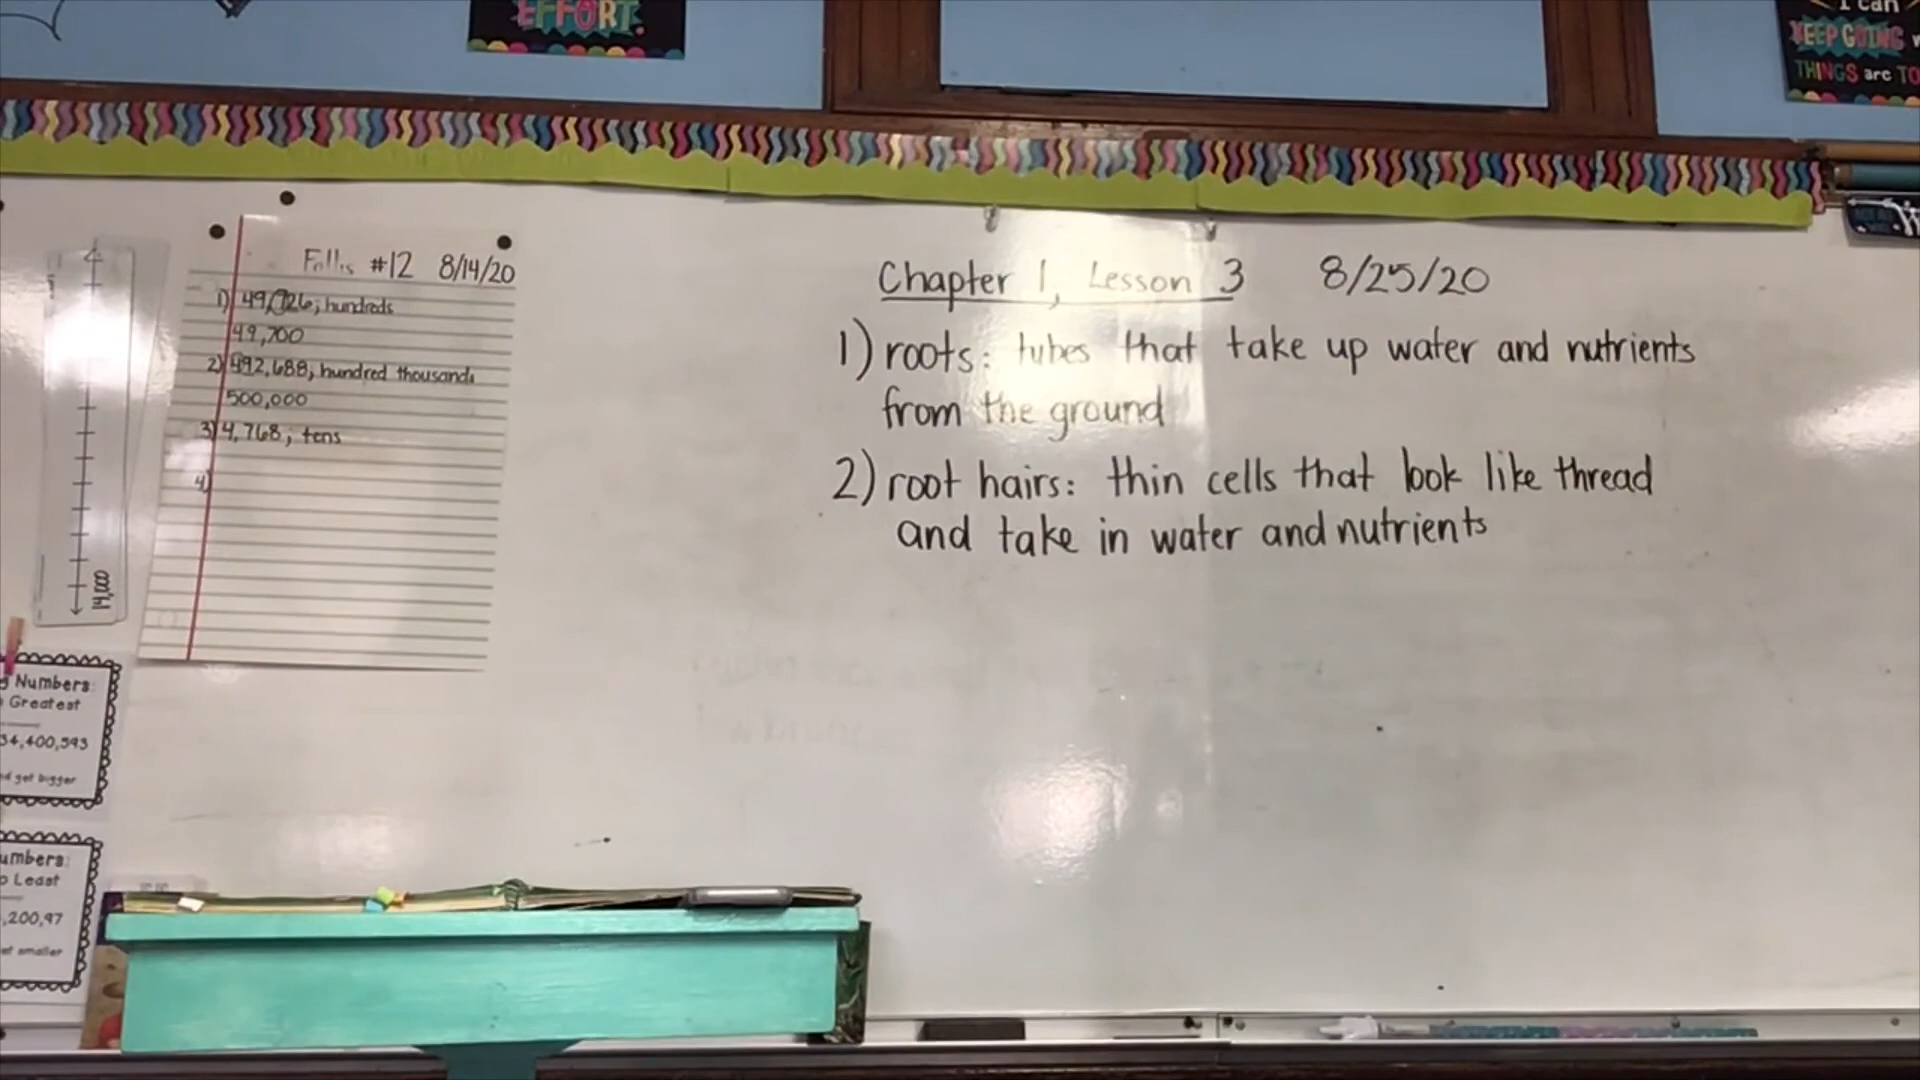 EFFORT.
I can
KEEP GOING
THINGS are TO
#12 8/14/20
1) 49,726; hundreds
49,700
2) 492,688; hundred thousands
500,000
3) 4,768; tens
4)
14,000
Chapter 1, Lesson 3 8/25/20
1) roots: tubes that take up water and nutrients
from the ground
2) root hairs: thin cells that look like thread
and take in water and nutrients
Numbers:
Greatest
34,400,593
get bigger
umbers:
Least
,200,97
smaller